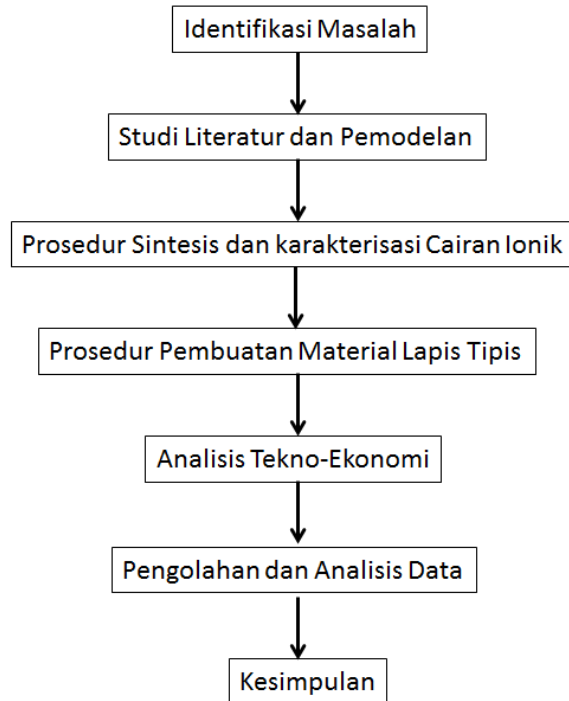 Identifikasi Masalah
Studi Literatur dan Pemodelan
Prosedur Sintesis dan karakterisasi Cairan Ionik
Prosedur Pembuatan Material Lapis Tipis
Analisis Tekno-Ekonomi
Pengolahan dan Analisis Data
Kesimpulan